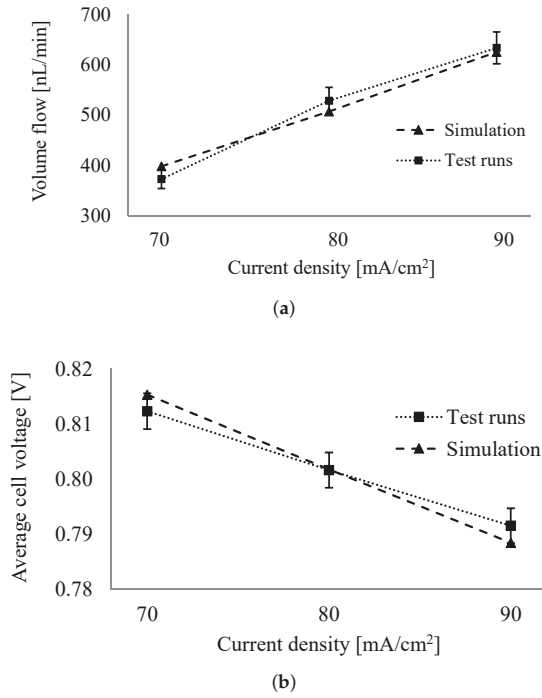 700
600
500
400
300
Volume flow [nL/min]
Simulation
Test runs
70 80 90
Current density [mA/cm²]
(a)
0.82
0.81
0.80
0.79
0.78
Average cell voltage [V]
Test runs
Simulation
70 80 90
Current density [mA/cm²]
(b)